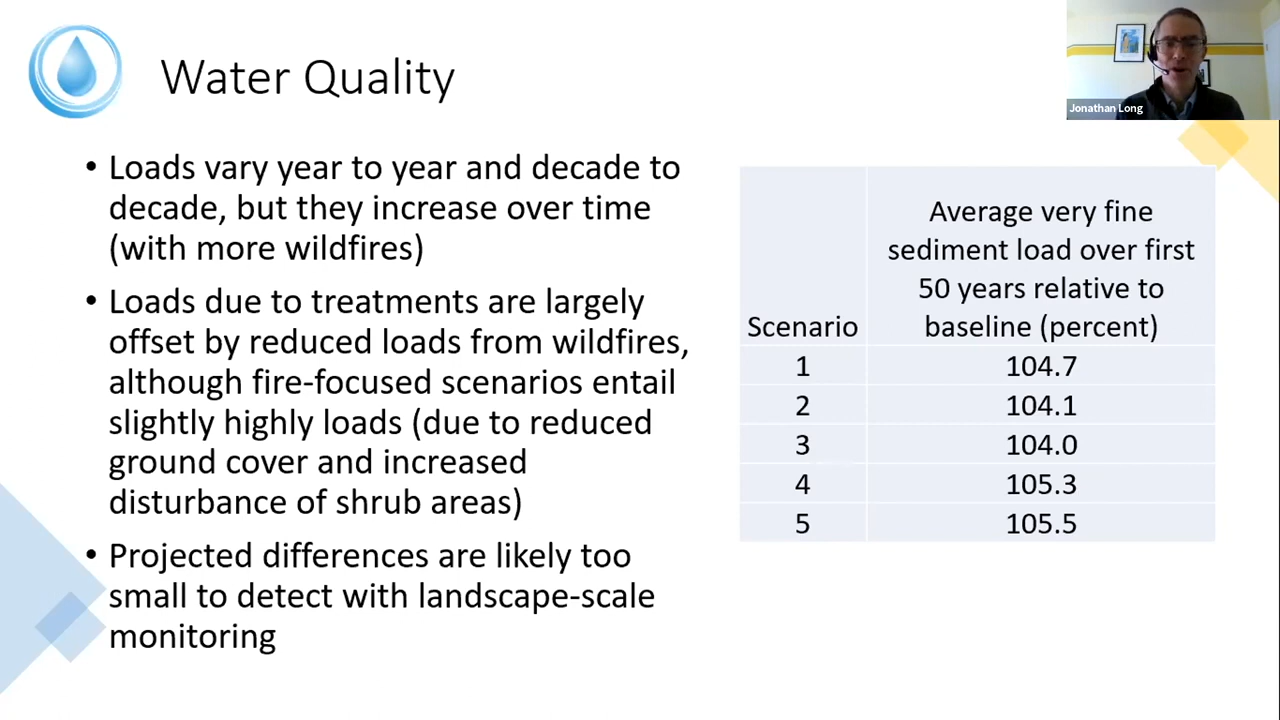 Water Quality
Jonathan Long
• Loads vary year to year and decade to
decade, but they increase over time
(with more wildfires)
• Loads due to treatments are largely
offset by reduced loads from wildfires,
although fire-focused scenarios entail
slightly highly loads (due to reduced
ground cover and increased
disturbance of shrub areas)
• Projected differences are likely too
small to detect with landscape-scale
monitoring
Average very fine
sediment load over first
50 years relative to
Scenario baseline (percent)
1 104.7
2 104.1
3 104.0
4 105.3
5 105.5